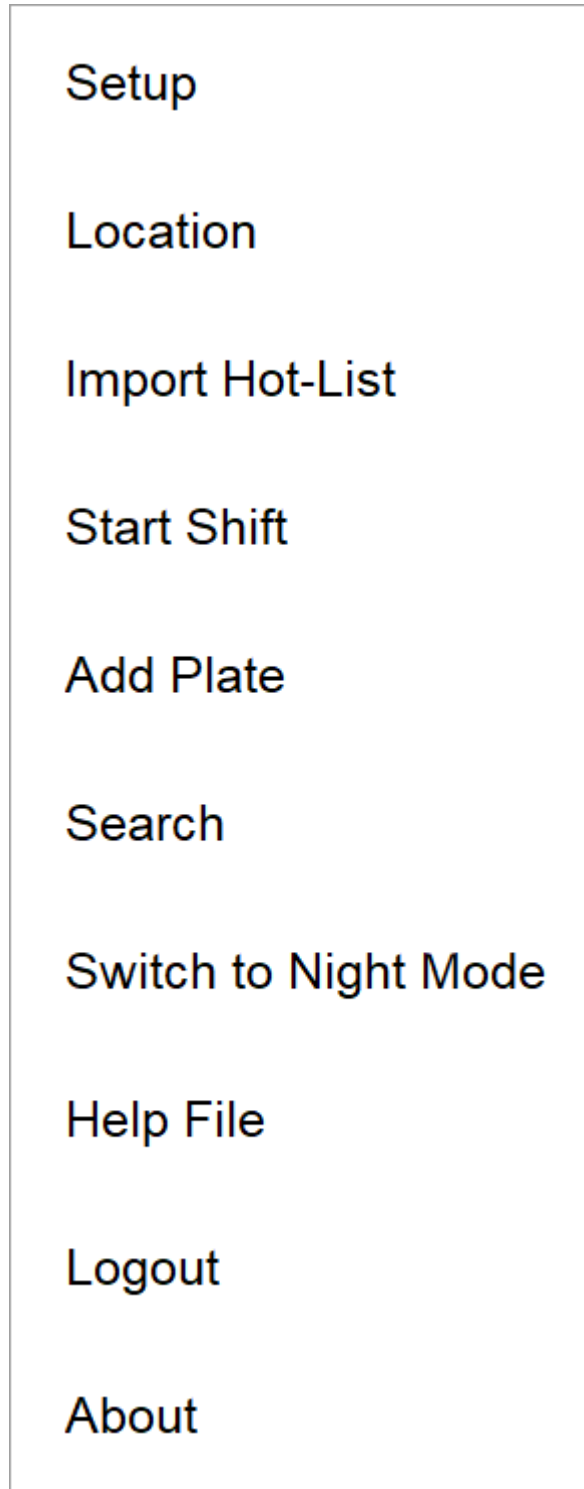 Setup
Location
Import Hot-List
Start Shift
Add Plate
Search
Switch to Night Mode
Help File
Logout
About